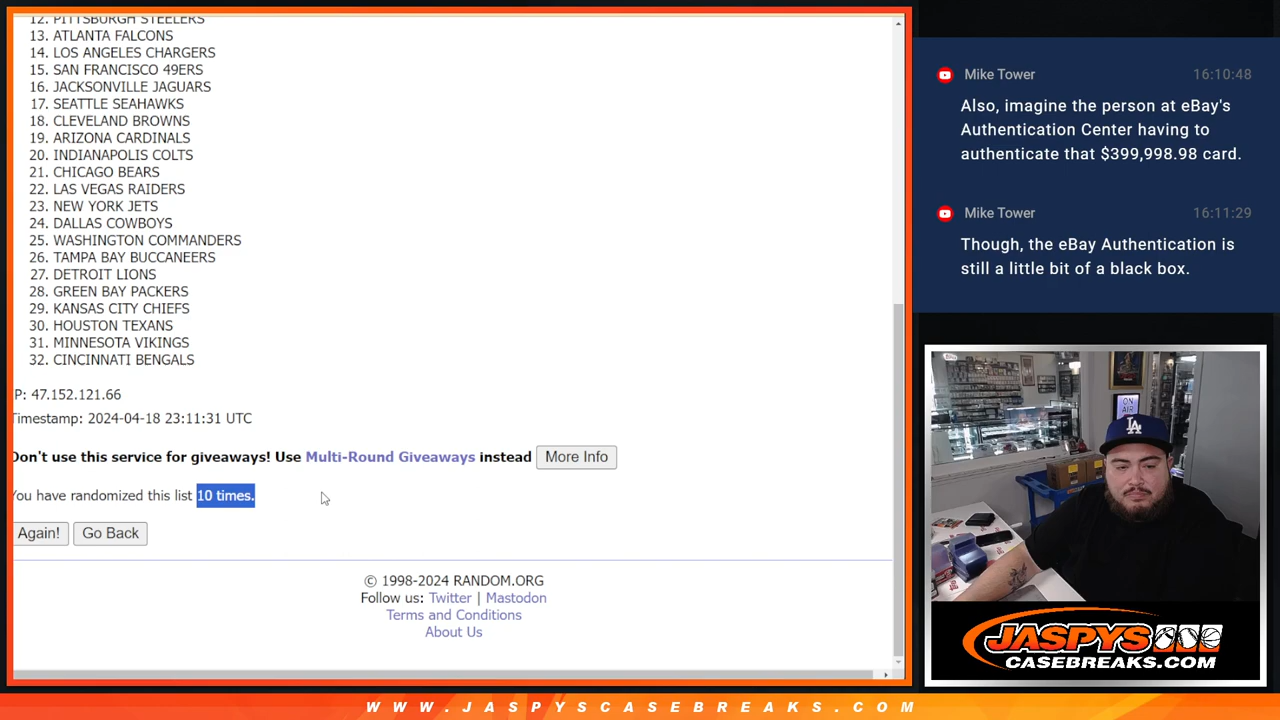 12. PITTSBURGH STEELERS
13. ATLANTA FALCONS
14. LOS ANGELES CHARGERS
15. SAN FRANCISCO 49ERS
16. JACKSONVILLE JAGUARS
17. SEATTLE SEAHAWKS
18. CLEVELAND BROWNS
19. ARIZONA CARDINALS
20. INDIANAPOLIS COLTS
21. CHICAGO BEARS
22. LAS VEGAS RAIDERS
23. NEW YORK JETS
24. DALLAS COWBOYS
25. WASHINGTON COMMANDERS
26. TAMPA BAY BUCCANEERS
27. DETROIT LIONS
28. GREEN BAY PACKERS
29. KANSAS CITY CHIEFS
30. HOUSTON TEXANS
31. MINNESOTA VIKINGS
32. CINCINNATI BENGALS
P: 47.152.121.66
Timestamp: 2024-04-18 23:11:31 UTC
Don't use this service for giveaways! Use Multi-Round Giveaways instead More Info
You have randomized this list 10 times.
Again! Go Back
© 1998-2024 RANDOM.ORG
Follow us: Twitter | Mastodon
Terms and Conditions
About Us
Mike Tower 16:10:48
Also, imagine the person at eBay's
Authentication Center having to
authenticate that $399,998.98 card.
Mike Tower 16:11:29
Though, the eBay Authentication is
still a little bit of a black box.
ON
AIR
LA
JASPYS
CASEBREAKS.COM
WWW.JASPYSCASEBREAKS.COM